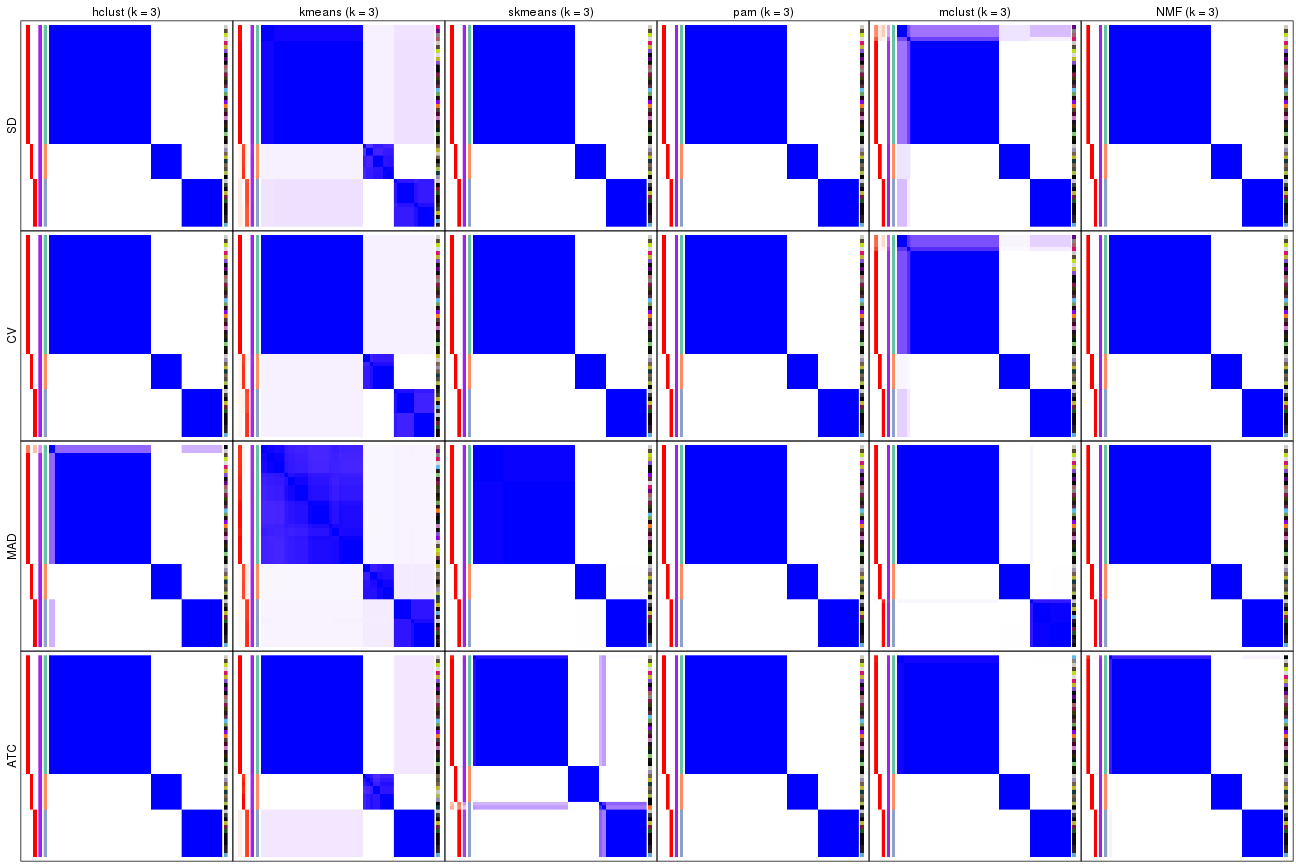 hclust (k = 3) kmeans (k = 3) skmeans (k = 3) pam (k = 3) mclust (k = 3) NMF (k = 3)
SD
CV
MAD
ATC